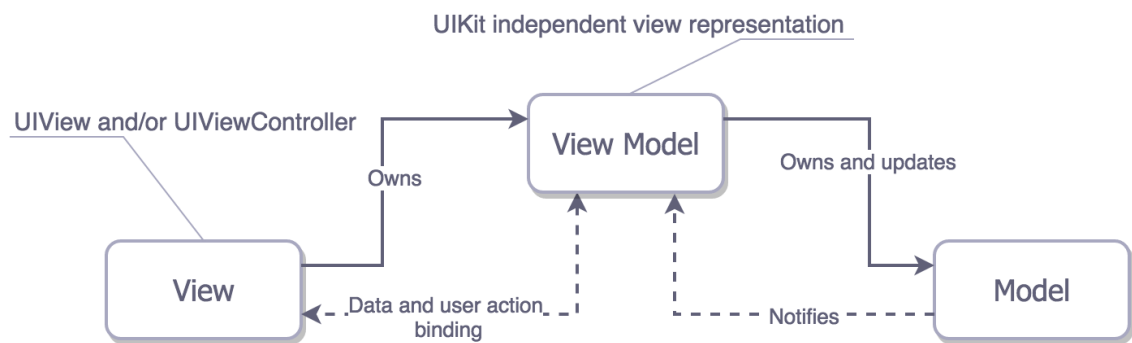 UIKit independent view representation
UIView and/or UIViewController
View Model
Owns
Owns and updates
View
Data and user action
binding
Notifies
Model